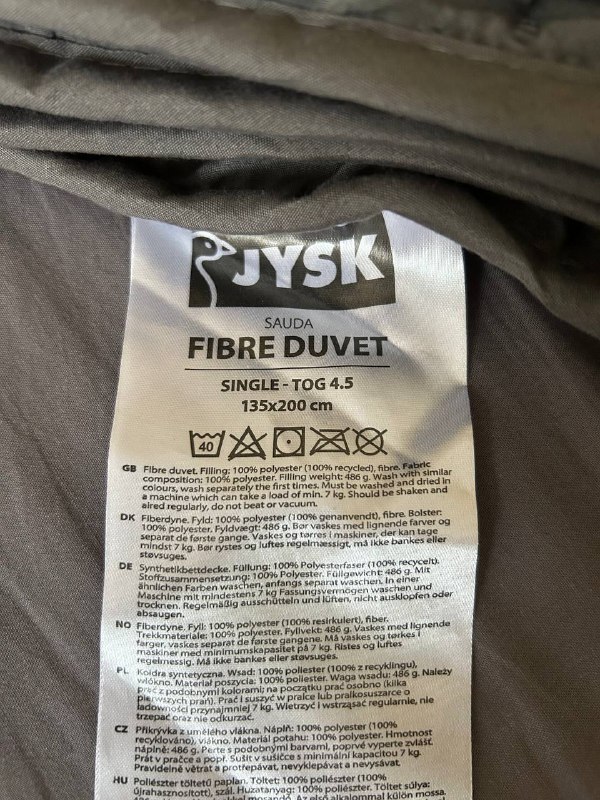 JYSK
SAUDA
FIBRE DUVET
SINGLE - TOG 4.5
135x200 cm
40
GB Fibre duvet. Filling: 100% polyester (100% recycled), fibre. Fabric
composition: 100% polyester. Filling weight: 486 g. Wash with similar
colours, wash separately the first times. Must be washed and dried in
a machine which can take a load of min. 7 kg. Should be shaken and
aired regularly, do not beat or vacuum.
DK Fiberdyne. Fyld: 100% polyester (100% genanvendt), fibre. Bolster:
100% polyester. Fyldvægt: 486 g. Bør vaskes med lignende farver og
separat de første gange. Vaskes og tørres i maskiner, der kan tage
mindst 7 kg. Bør rystes og luftes regelmæssigt, må ikke bankes eller
støvsuges.
DE Synthetikbettdecke. Füllung: 100% Polyesterfaser (100% recycelt).
Stoffzusammensetzung: 100% Polyester. Füllgewicht: 486 g. Mit
ähnlichen Farben waschen, anfangs separat waschen. In einer
Maschine mit mindestens 7 kg Fassungsvermögen waschen und
trocknen. Regelmäßig ausschütteln und lüften, nicht ausklopfen oder
absaugen.
NO Fiberdyne. Fyll: 100% polyester (100% resirkulert), fiber.
Trekkmateriale: 100% polyester. Fyllvekt: 486 g. Vaskes med lignende
farger, vaskes separat de første gangene. Må vaskes og tørkes i
maskiner med minimumskapasitet på 7 kg. Ristes og luftes
regelmessig. Må ikke bankes eller støvsuges.
PL Kołdra syntetyczna. Wsad: 100% poliester (100% z recyklingu),
włókno. Materiał poszycia: 100% poliester. Waga wsadu: 486 g. Należy
prać z podobnymi kolorami; na początku prać osobno (kilka
pierwszych prań). Prać i suszyć w pralce lub pralkosuszarce o
ładowności przynajmniej 7 kg. Wietrzyć i wstrząsać regularnie, nie
trzepać oraz nie odkurzać.
CZ Přikrývka z umělého vlákna. Náplň: 100% polyester (100%
recyklováno), vlákno. Materiál potahu: 100% polyester. Hmotnost
náplně: 486 g. Perte s podobnými barvami, poprvé vyperte zvlášť.
Prát v pračce a popř. Sušit v sušičce s minimální kapacitou 7 kg.
Pravidelně větrat a protřepávat, nevyklepávat a nevysávat.
HU Poliészter töltetű paplan. Töltet: 100% poliészter (100%
újrahasznosított), szál. Huzatanyag: 100% poliészter. Töltet súlya:
486 g. Hasonló színekkel mosandó. Az első alkalommal külön mossa.